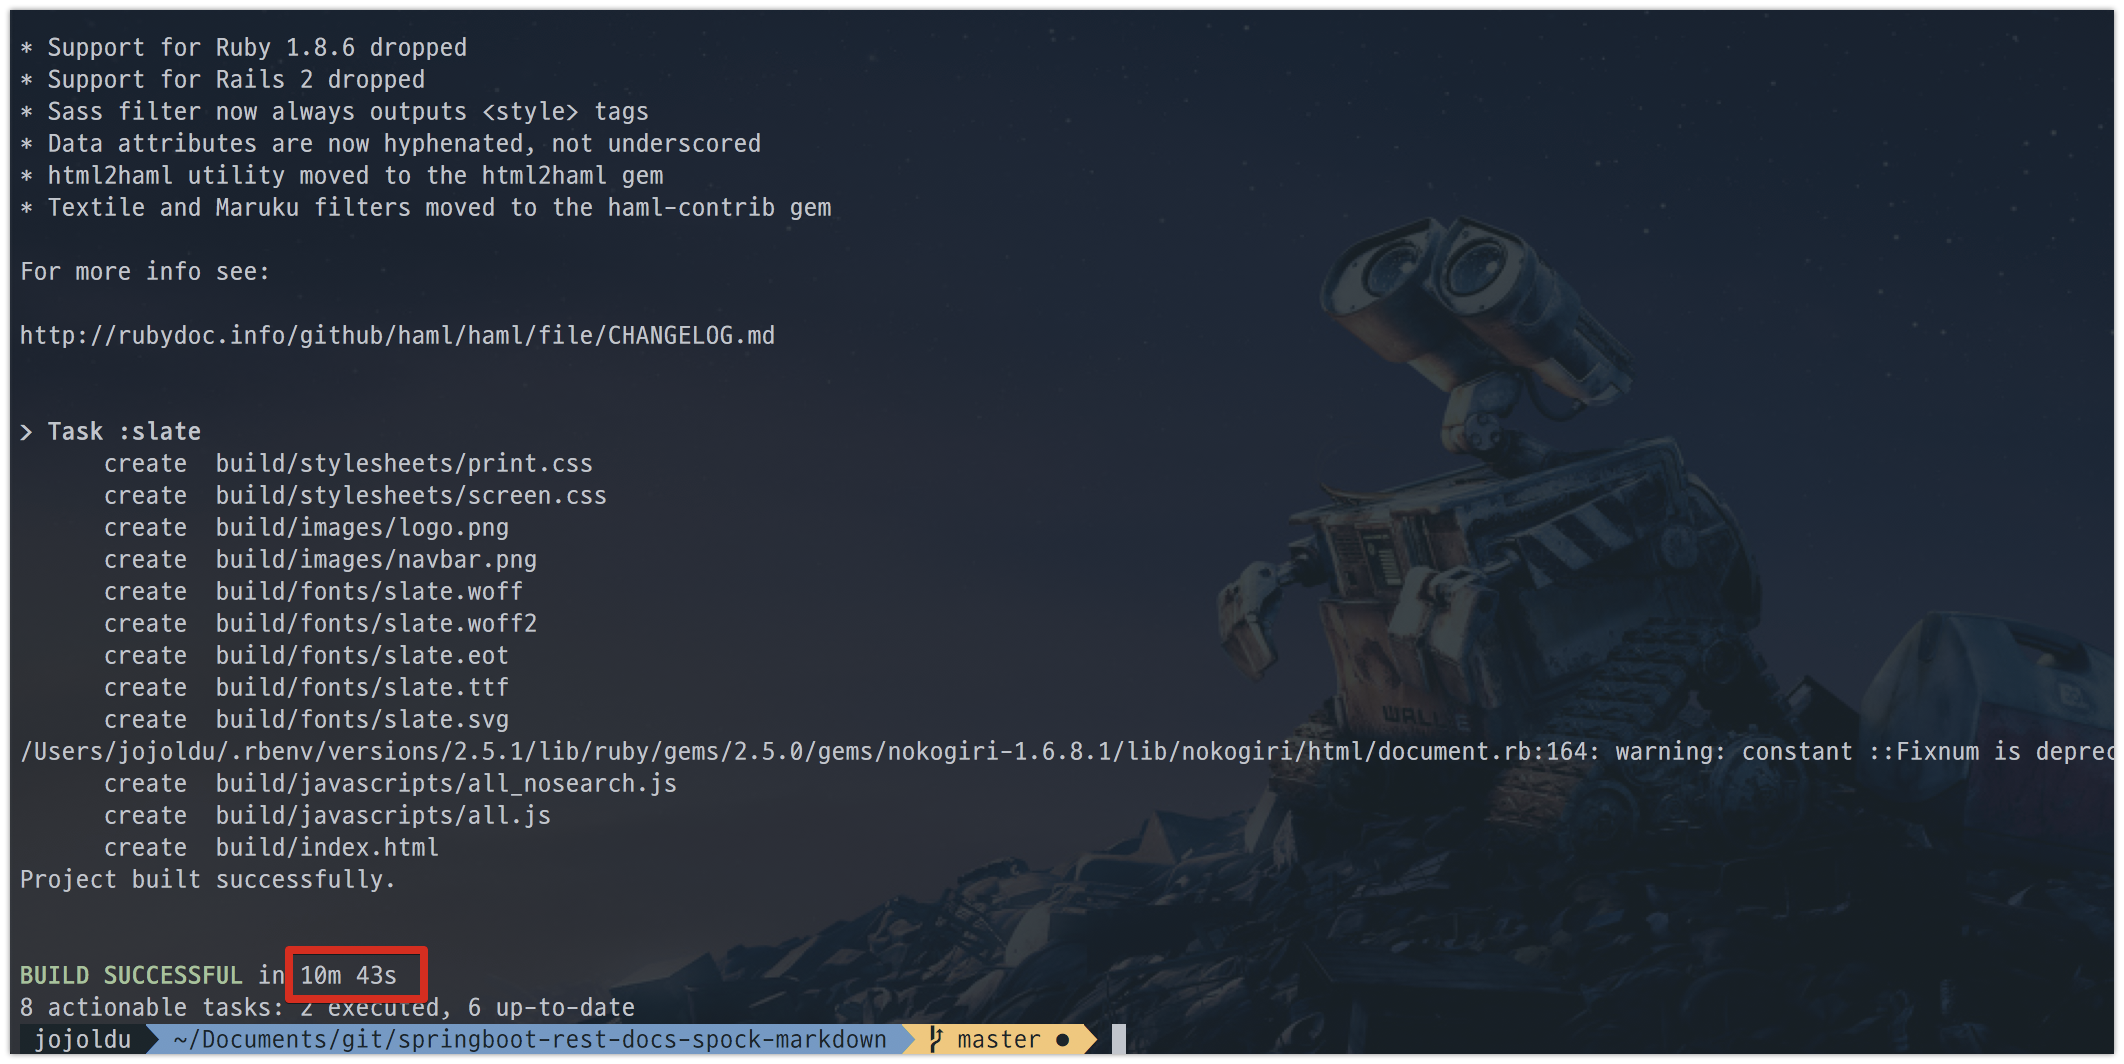 * Support for Ruby 1.8.6 dropped
* Support for Rails 2 dropped
* Sass filter now always outputs <style> tags
* Data attributes are now hyphenated, not underscored
* html2haml utility moved to the html2haml gem
* Textile and Maruku filters moved to the haml-contrib gem
For more info see:
http://rubydoc.info/github/haml/haml/file/CHANGELOG.md
> Task :slate
create build/stylesheets/print.css
create build/stylesheets/screen.css
create build/images/logo.png
create build/images/navbar.png
create build/fonts/slate.woff
create build/fonts/slate.woff2
create build/fonts/slate.eot
create build/fonts/slate.ttf
create build/fonts/slate.svg
/Users/jojoldu/.rbenv/versions/2.5.1/lib/ruby/gems/2.5.0/gems/nokogiri-1.6.8.1/lib/nokogiri/html/document.rb:164: warning: constant ::Fixnum is deprec
create build/javascripts/all_nosearch.js
create build/javascripts/all.js
create build/index.html
Project built successfully.
BUILD SUCCESSFUL in 10m 43s
8 actionable tasks: 2 executed, 6 up-to-date
jojoldu ~/Documents/git/springboot-rest-docs-spock-markdown master ●
WALL·E